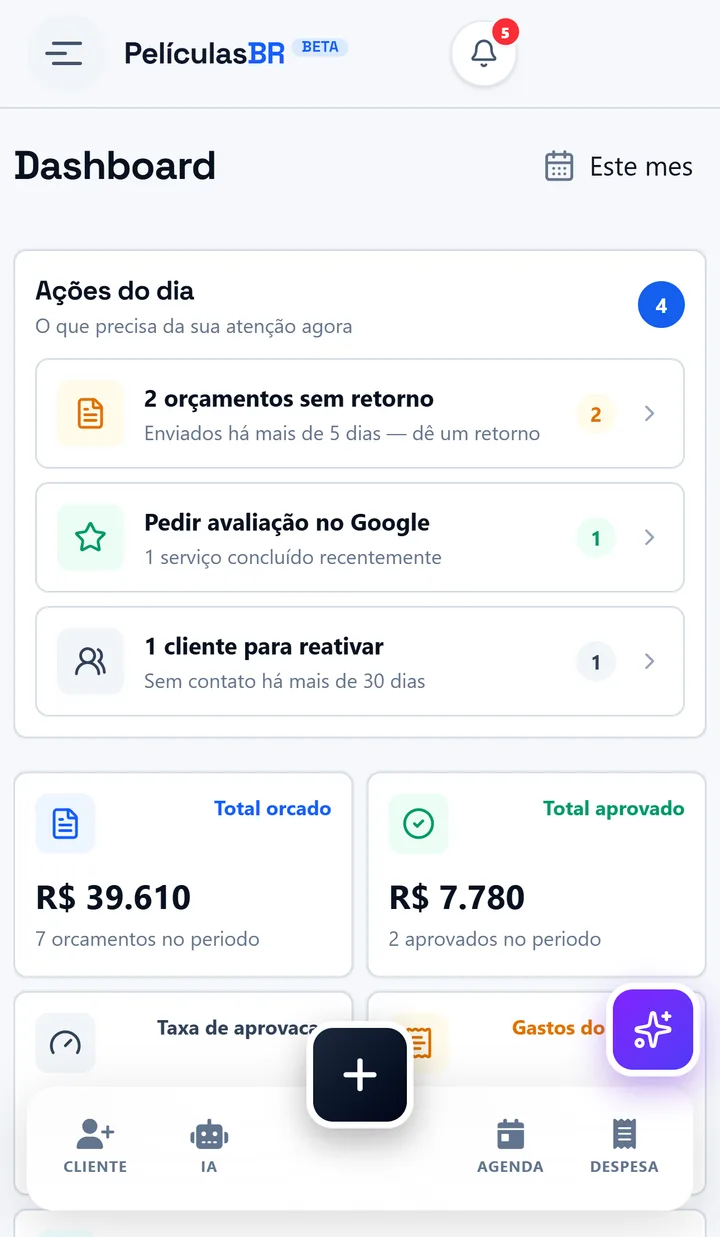 PelículasBR BETA
5
Dashboard
Este mes
Ações do dia
O que precisa da sua atenção agora
4
2 orçamentos sem retorno
Enviados há mais de 5 dias — dê um retorno
2
Pedir avaliação no Google
1 serviço concluído recentemente
1
1 cliente para reativar
Sem contato há mais de 30 dias
1
Total orcado
R$ 39.610
7 orcamentos no periodo
Total aprovado
R$ 7.780
2 aprovados no periodo
Taxa de aprovaca
Gastos do
CLIENTE
IA
AGENDA
DESPESA